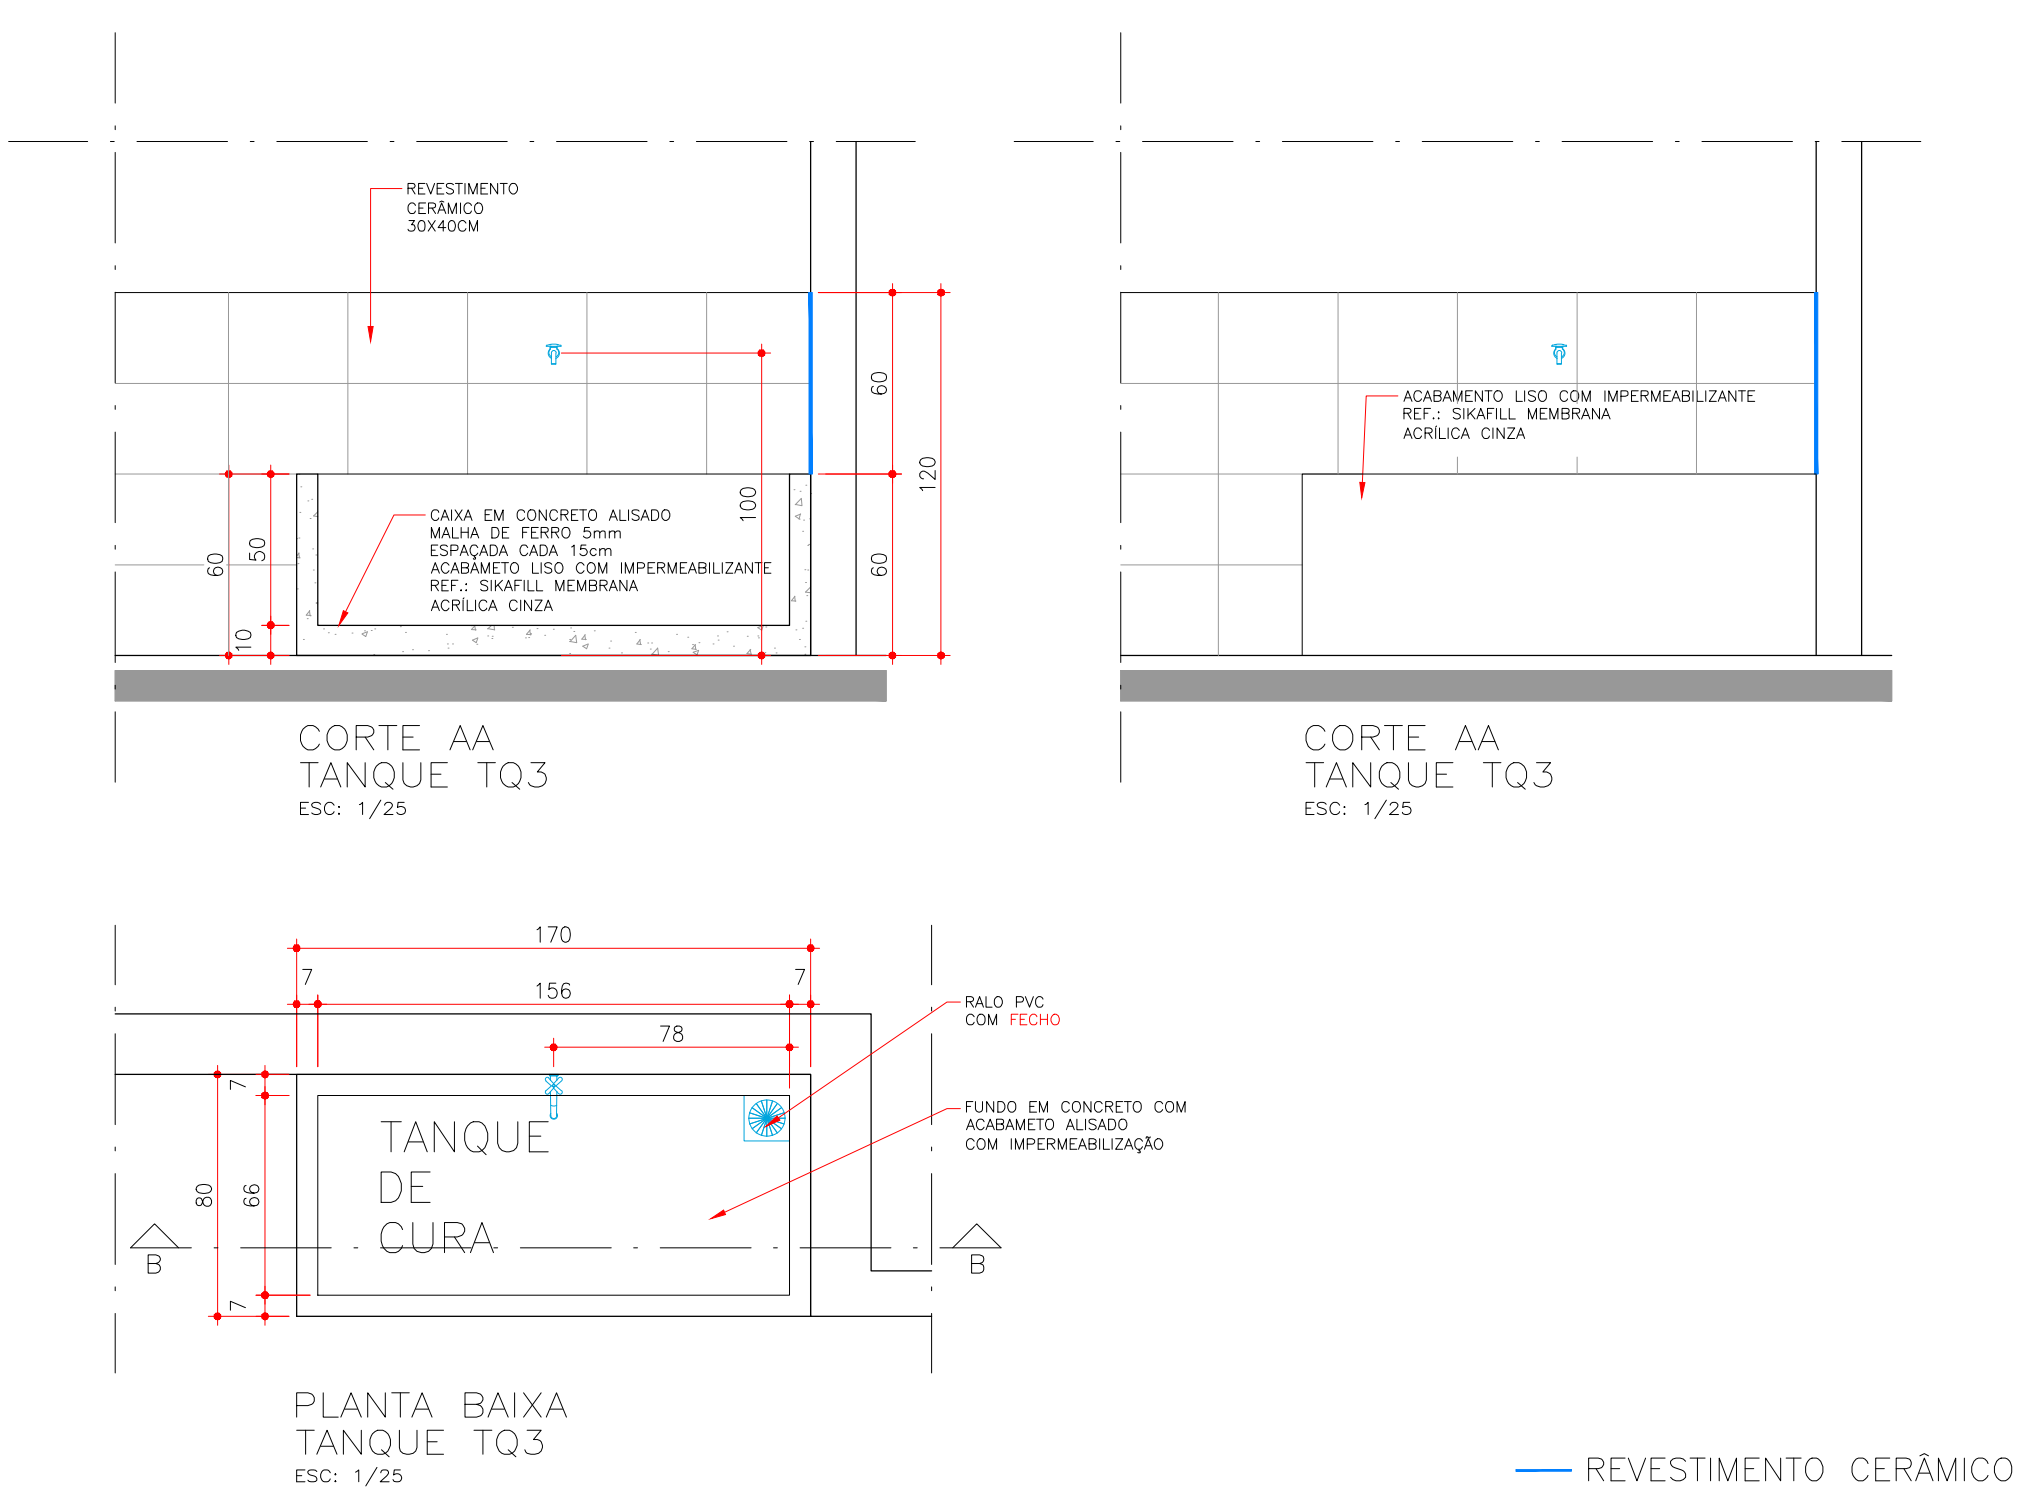 REVESTIMENTO
CERÂMICO
30X40CM
60
120
100
60
60
50
10
CAIXA EM CONCRETO ALISADO
MALHA DE FERRO 5mm
ESPAÇADA CADA 15cm
ACABAMETO LISO COM IMPERMEABILIZANTE
REF.: SIKAFILL MEMBRANA
ACRÍLICA CINZA
CORTE AA
TANQUE TQ3
ESC: 1/25
ACABAMENTO LISO COM IMPERMEABILIZANTE
REF.: SIKAFILL MEMBRANA
ACRÍLICA CINZA
CORTE AA
TANQUE TQ3
ESC: 1/25
170
7
156
7
78
7
80
66
7
TANQUE
DE
CURA
B
B
RALO PVC
COM FECHO
FUNDO EM CONCRETO COM
ACABAMETO ALISADO
COM IMPERMEABILIZAÇÃO
PLANTA BAIXA
TANQUE TQ3
ESC: 1/25
REVESTIMENTO CERÂMICO